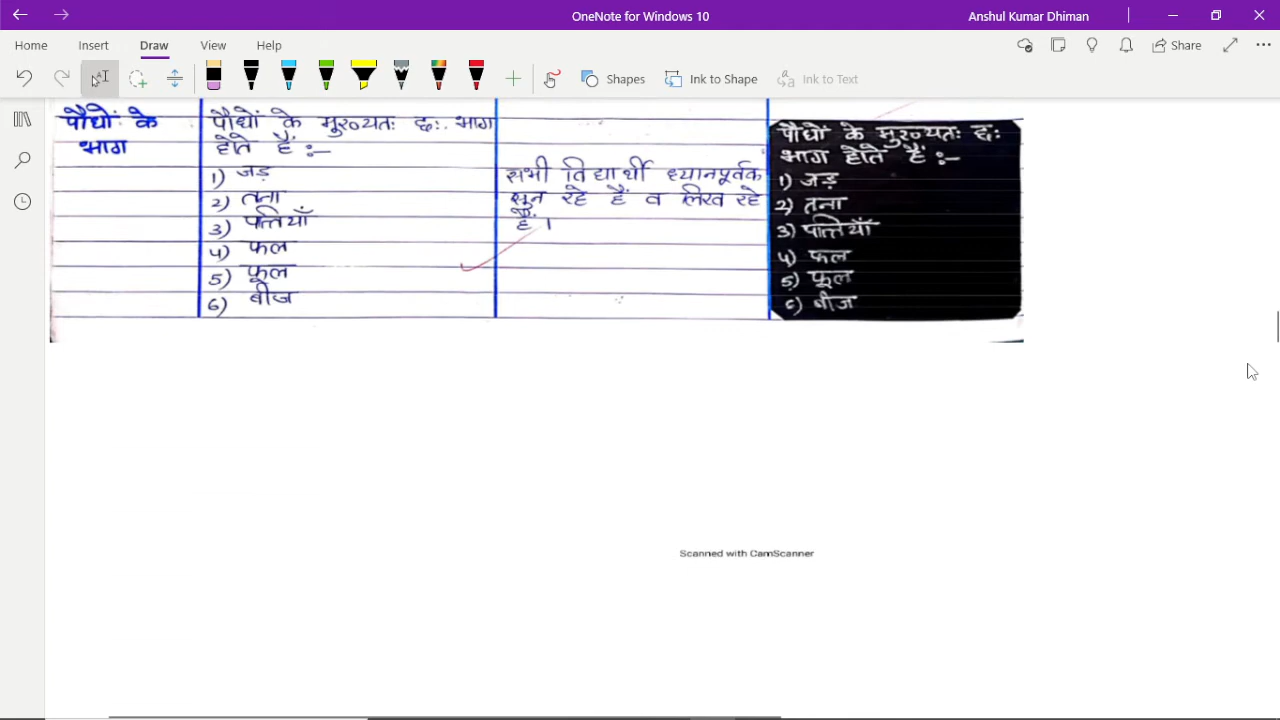 OneNote for Windows 10
Anshul Kumar Dhiman
Home Insert Draw View Help
Share
Shapes
Ink to Shape
Ink to Text
पौधों के
भाग
पौधों के मुख्यतः छः भाग
होते हैं :-
1) जड़
2) तना
3) पत्तियाँ
4) फल
5) फूल
6) बीज
सभी विद्यार्थी ध्यानपूर्वक
सुन रहे हैं व लिख रहे
हैं ।
पौधों के मुख्यतः छः
भाग होते हैं :-
1) जड़
2) तना
3) पत्तियाँ
4) फल
5) फूल
6) बीज
Scanned with CamScanner